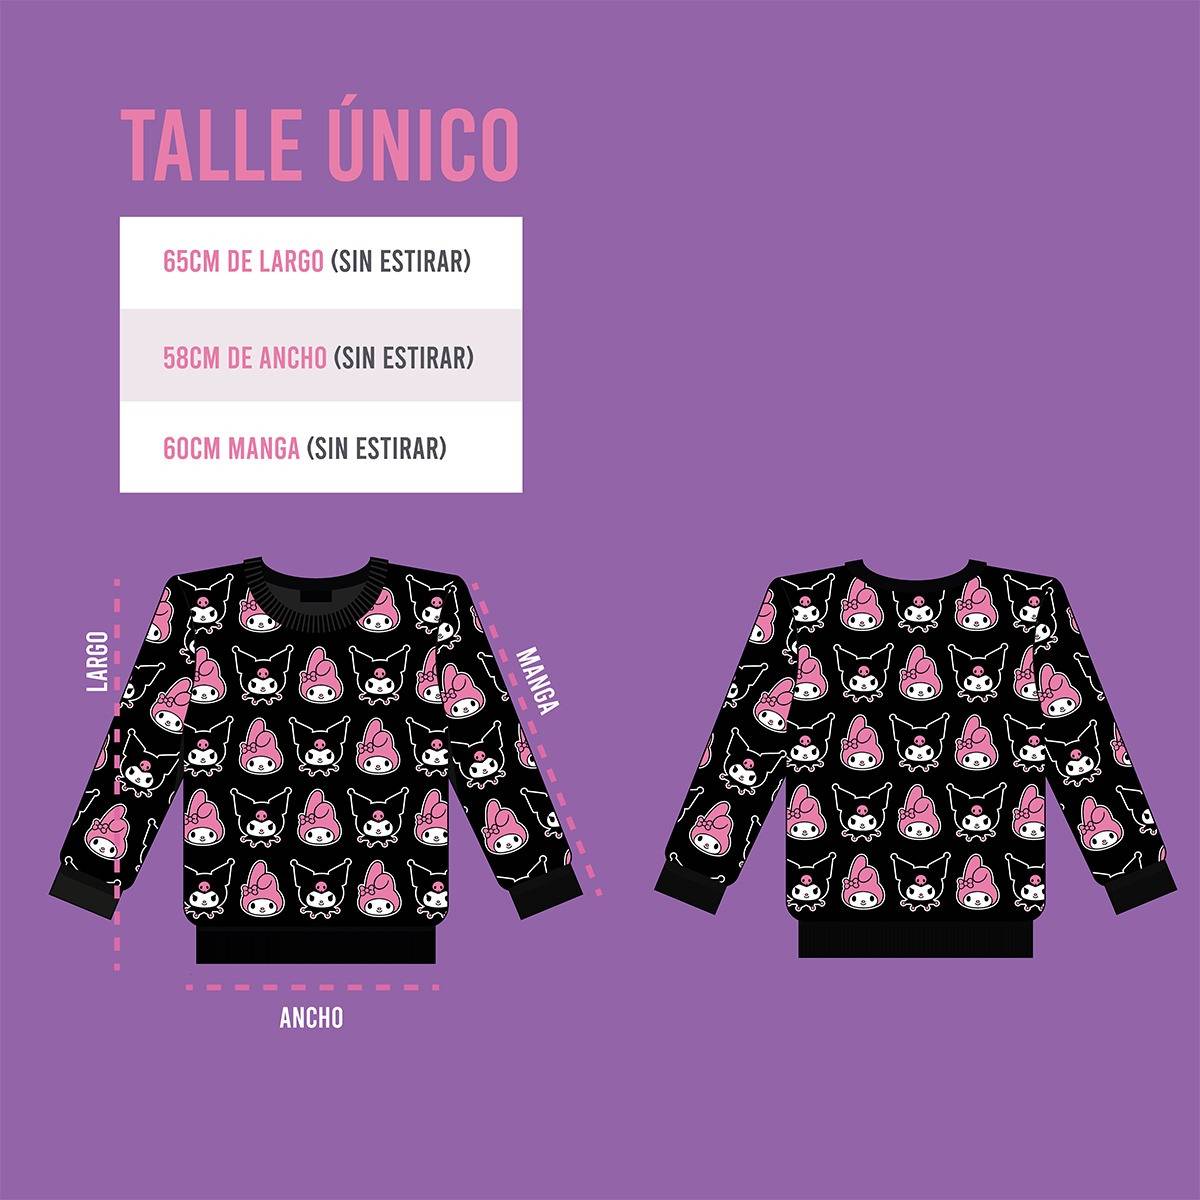 TALLE ÚNICO
65CM DE LARGO (SIN ESTIRAR)
58CM DE ANCHO (SIN ESTIRAR)
60CM MANGA (SIN ESTIRAR)
LARGO
MANGA
ANCHO